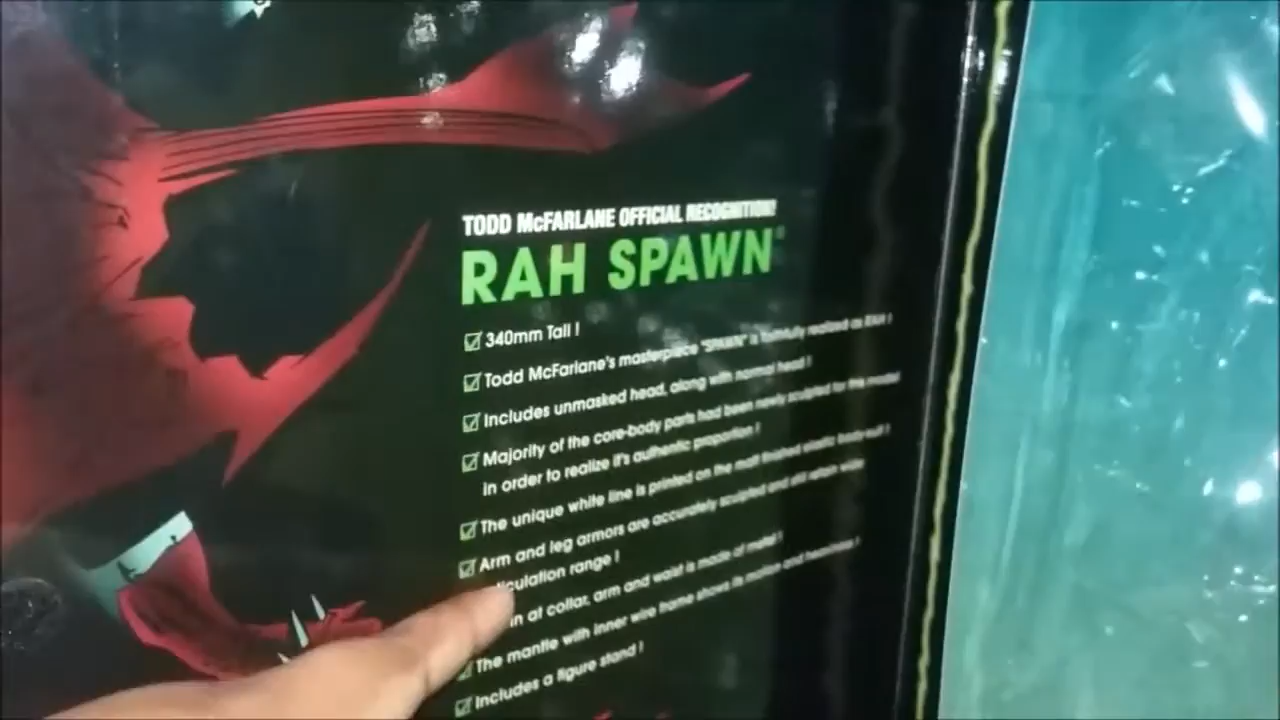 TODD McFARLANE OFFICIAL RECOGNITION!
RAH SPAWN
340mm Tall !
Todd McFarlane's masterpiece "SPAWN" is faithfully realized as RAH !
Includes unmasked head, along with normal head !
Majority of the core-body parts had been newly sculpted for this model
in order to realize it's authentic proportion !
The unique white line is printed on the matt finished elastic body-suit !
Arm and leg armors are accurately sculpted and still retain wide
iculation range !
in at collar, arm and waist is made of metal !
The mantle with inner wire frame shows its motion and heaviness !
Includes a figure stand !